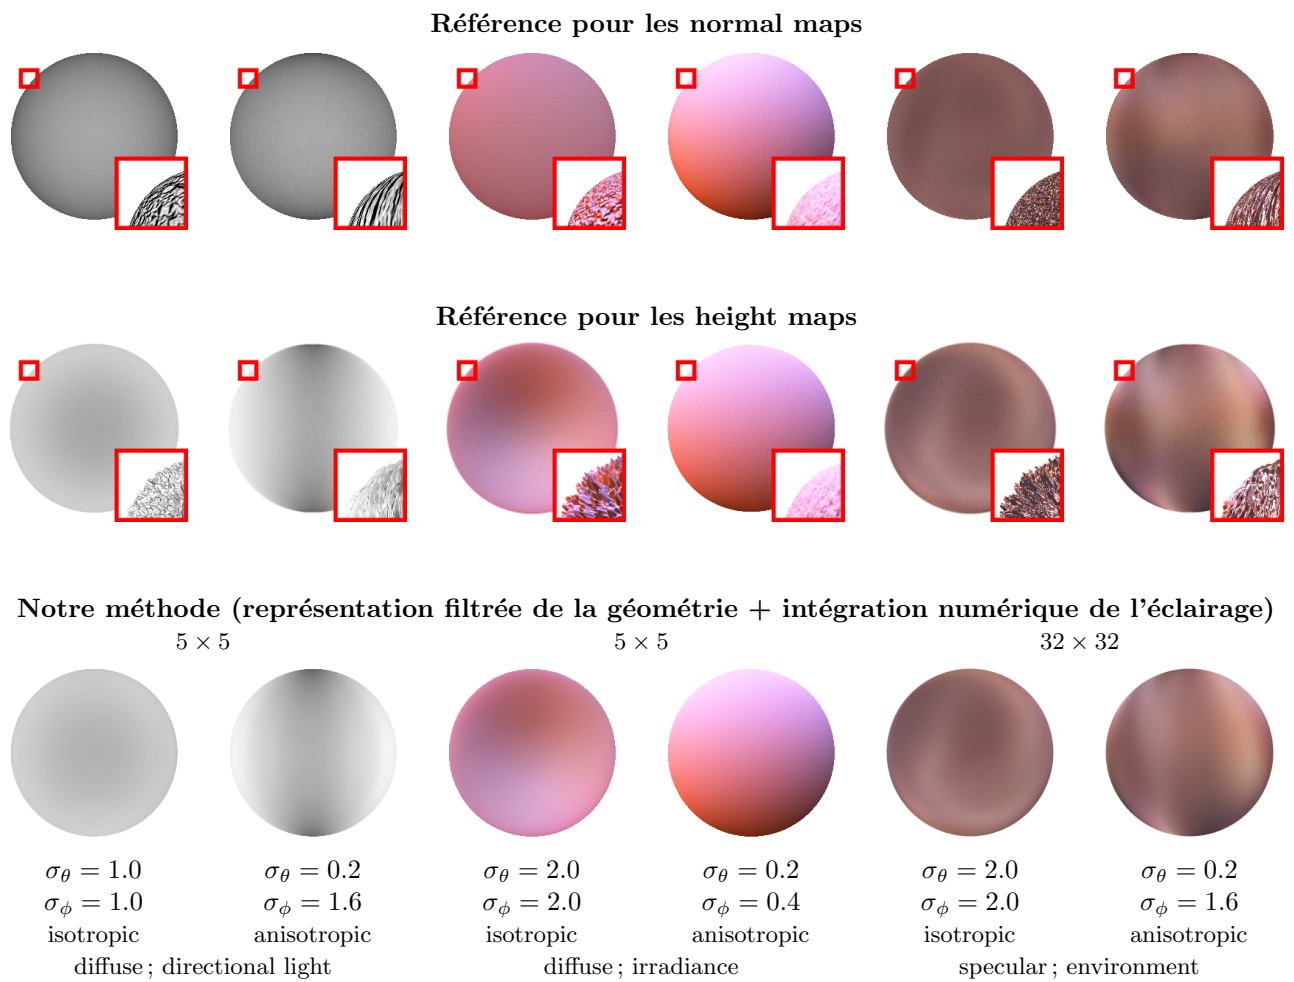 Référence pour les normal maps
Référence pour les height maps
Notre méthode (représentation filtrée de la géométrie + intégration numérique de l'éclairage)
5 × 5 5 × 5 32 × 32
σθ = 1.0 σθ = 0.2 σθ = 2.0 σθ = 0.2 σθ = 2.0 σθ = 0.2
σϕ = 1.0 σϕ = 1.6 σϕ = 2.0 σϕ = 0.4 σϕ = 2.0 σϕ = 1.6
isotropic anisotropic isotropic anisotropic isotropic anisotropic
diffuse ; directional light diffuse ; irradiance specular ; environment